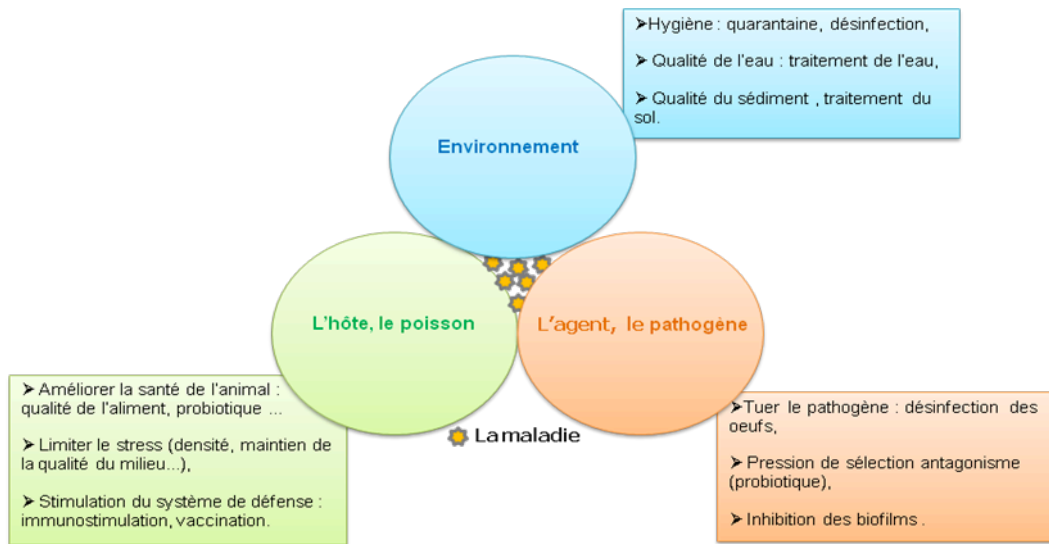 ➤Hygiène : quarantaine, désinfection,
➤ Qualité de l'eau : traitement de l'eau,
➤ Qualité du sédiment , traitement du
sol.
Environnement
L'hôte, le poisson
L'agent, le pathogène
➤ Améliorer la santé de l'animal :
qualité de l'aliment, probiotique ...
➤ Limiter le stress (densité, maintien de
la qualité du milieu...),
➤ Stimulation du système de défense :
immunostimulation, vaccination.
La maladie
➤Tuer le pathogène : désinfection des
oeufs,
➤ Pression de sélection antagonisme
(probiotique),
➤ Inhibition des biofilms .